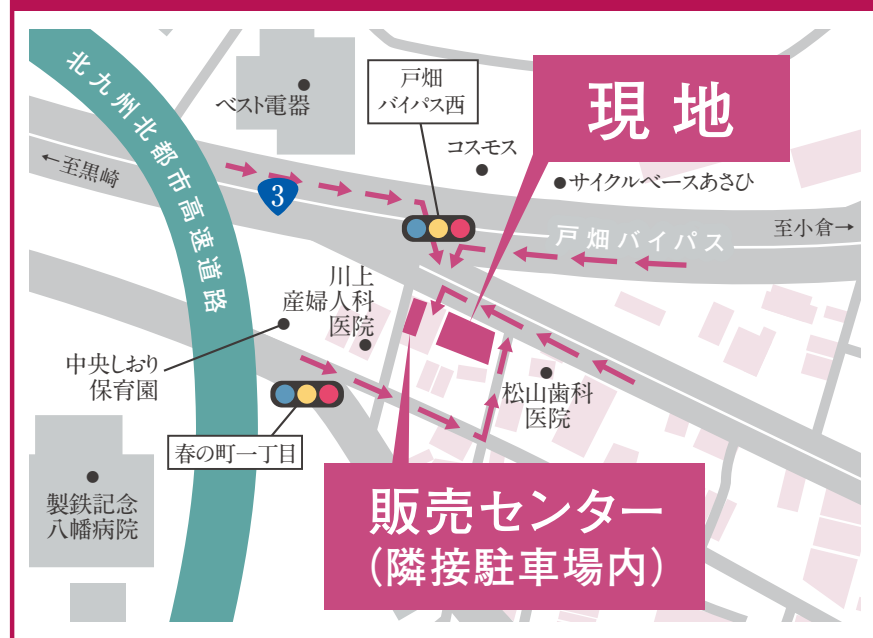 北九州北都市高速道路
ベスト電器
戸畑
バイパス西
現地
コスモス
サイクルベースあさひ
←至黒崎
3
戸畑バイパス
至小倉→
川上
産婦人科
医院
中央しおり
保育園
松山歯科
医院
春の町一丁目
製鉄記念
八幡病院
販売センター
(隣接駐車場内)